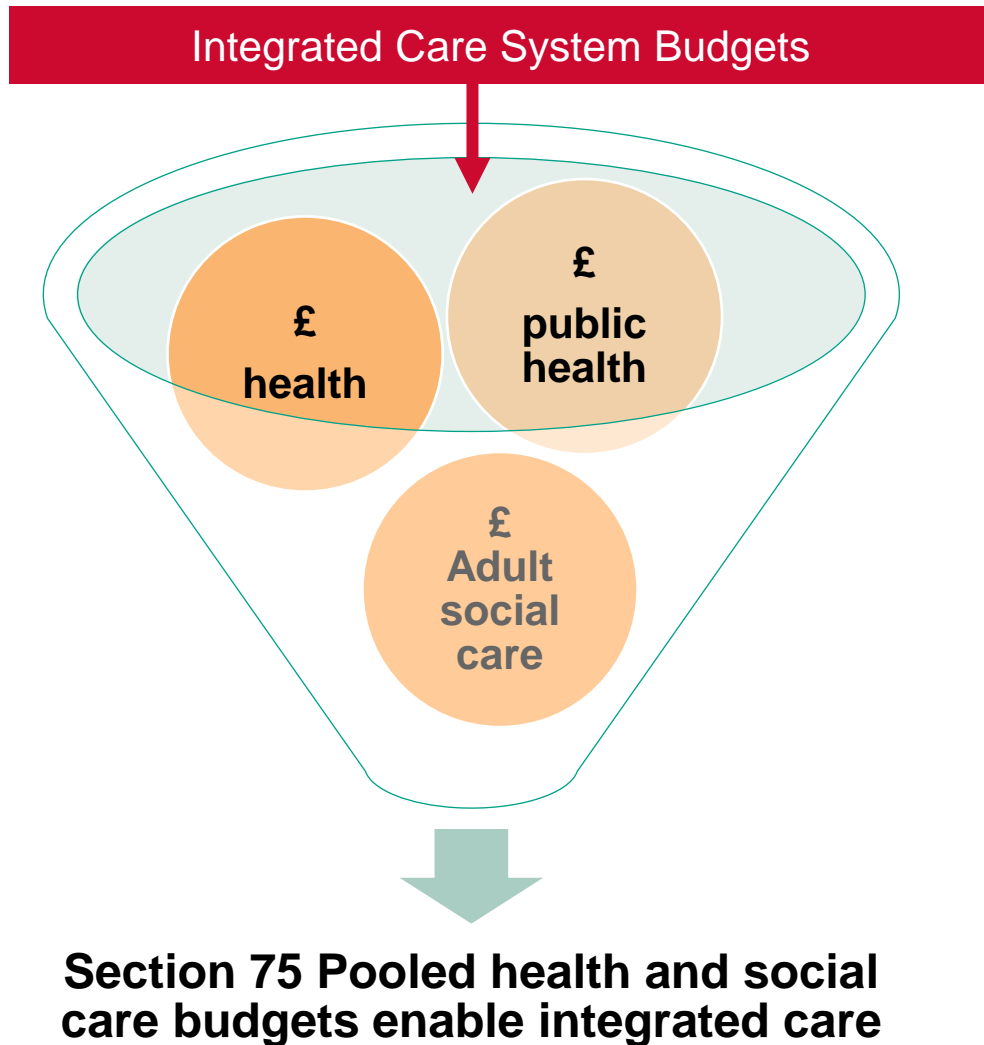 Integrated Care System Budgets
£
health
£
public
health
£
Adult
social
care
Section 75 Pooled health and social
care budgets enable integrated care